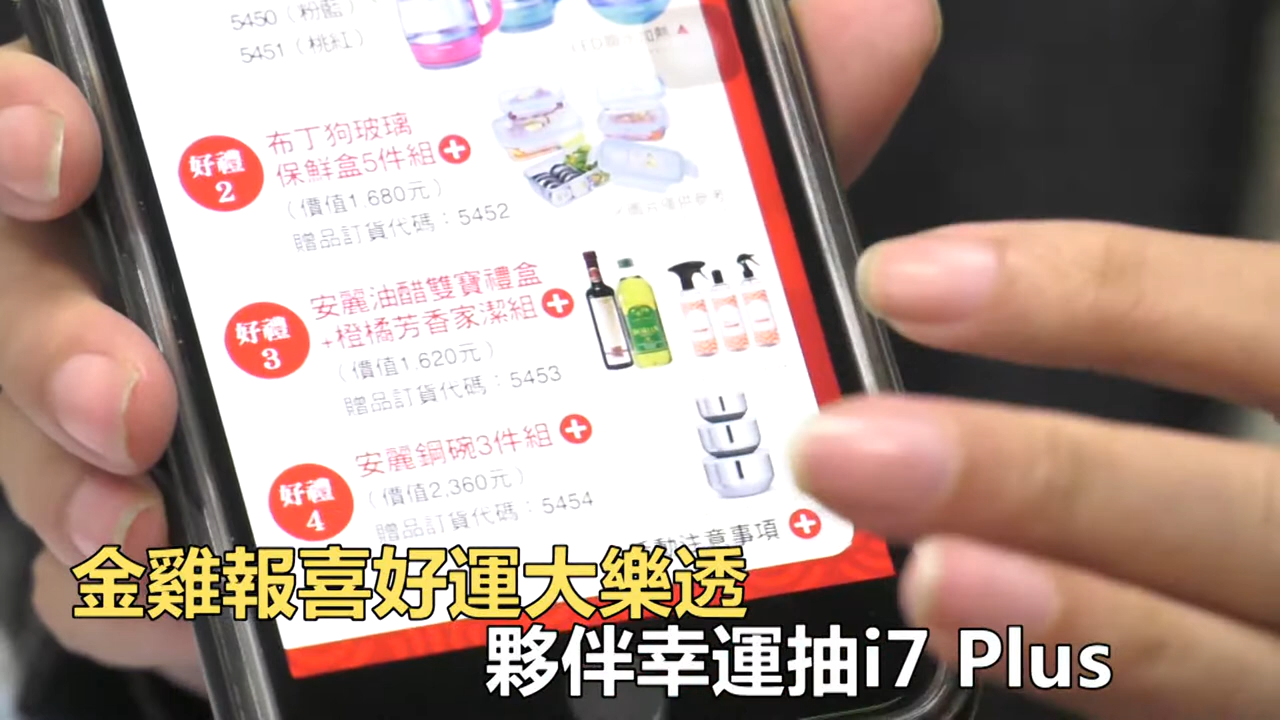 5450（粉藍）
5451（桃紅）
好禮
2
布丁狗玻璃
保鮮盒5件組
（價值1,680元）
贈品訂貨代碼：5452
好禮
3
安麗油醋雙寶禮盒
+橙橘芳香家潔組
（價值1,620元）
贈品訂貨代碼：5453
好禮
4
安麗鋼碗3件組
（價值2,360元）
贈品訂貨代碼：5454
活動注意事項
金雞報喜好運大樂透
夥伴幸運抽i7 Plus